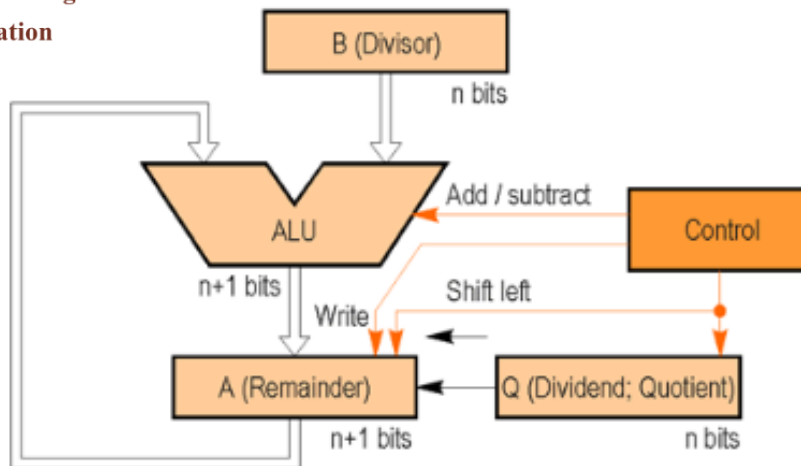 ation
B (Divisor)
n bits
Add / subtract
ALU
Control
n+1 bits
Shift left
Write
A (Remainder)
Q (Dividend; Quotient)
n+1 bits
n bits